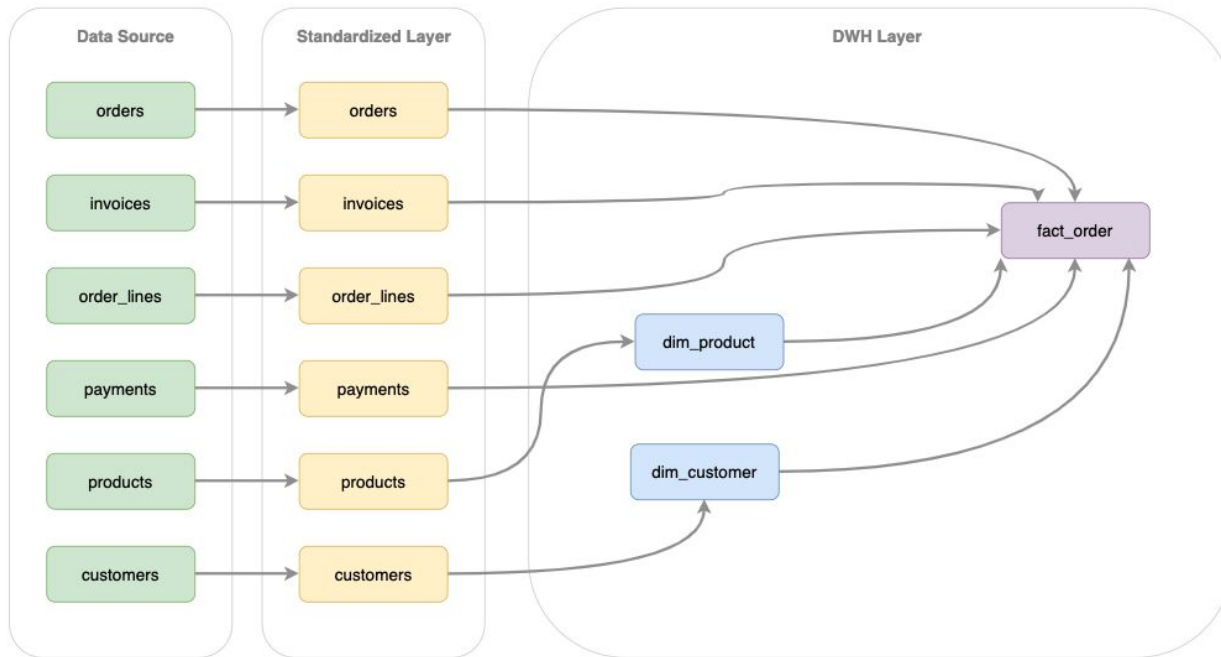 Data Source
Standardized Layer
DWH Layer
orders
orders
invoices
invoices
fact_order
order_lines
order_lines
dim_product
payments
payments
dim_customer
products
products
customers
customers